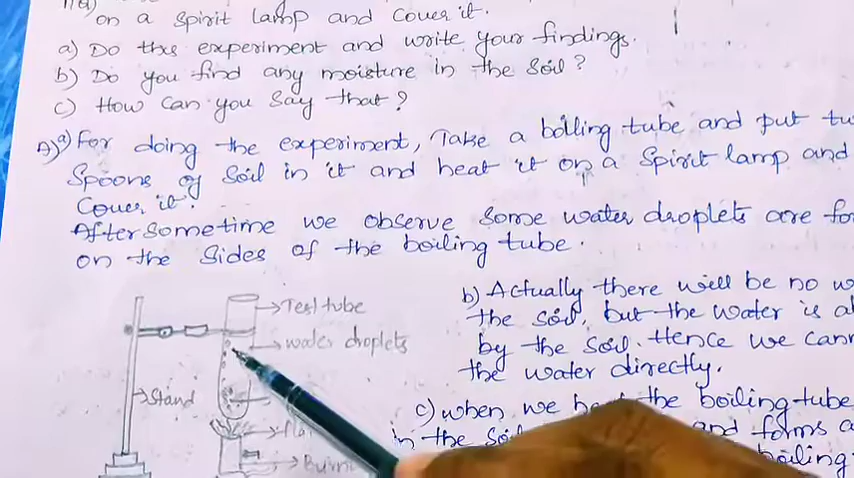 11a)
on a spirit lamp and cover it.
a) Do this experiment and write your findings.
b) Do you find any moisture in the soil?
c) How can you say that?
A) a) For doing the experiment, Take a boiling tube and put
Spoons of soil in it and heat it on a spirit lamp and
Cover it.
After sometime we observe some water droplets are
on the sides of the boiling tube.
Test tube
water droplets
Stand
b) Actually there will be no
the soil, but the water is
by the soil. Hence we
the water directly.
c) when we the boiling tube
in the and forms
boiling